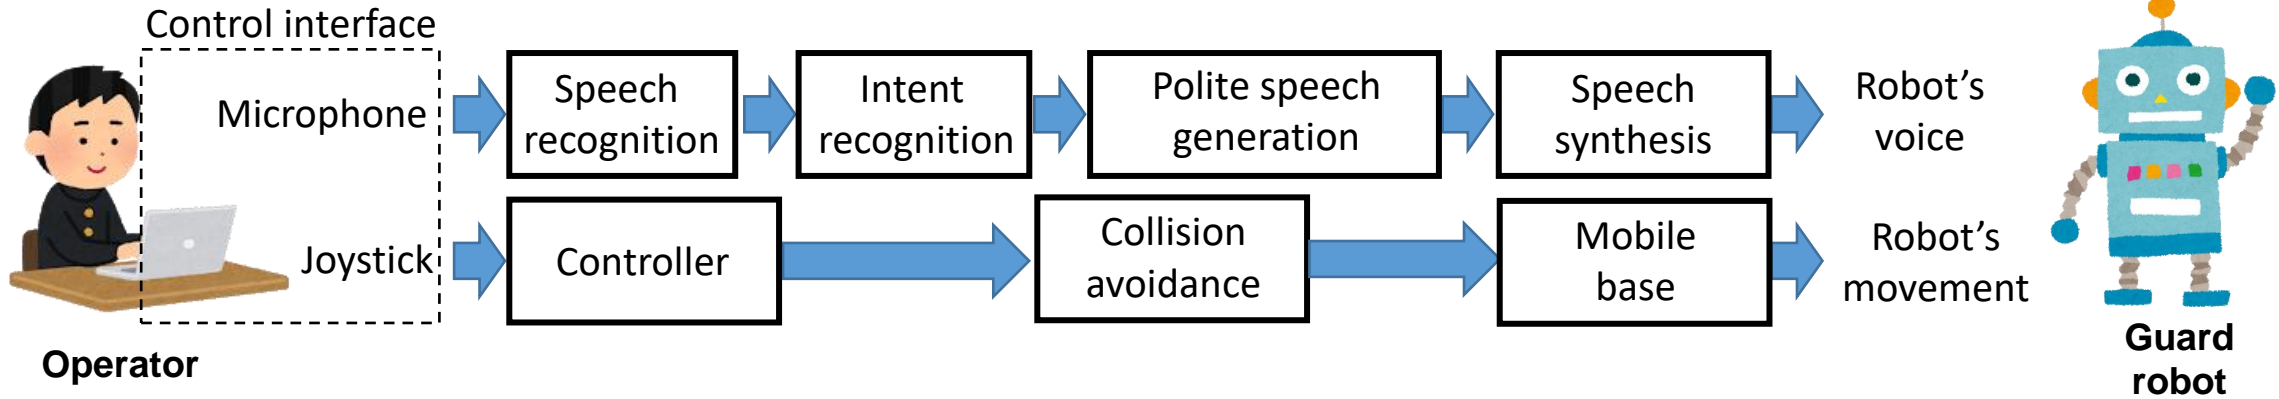 Control interface
Microphone
Speech
recognition
Intent
recognition
Polite speech
generation
Speech
synthesis
Robot’s
voice
Joystick
Controller
Collision
avoidance
Mobile
base
Robot’s
movement
Operator
Guard
robot